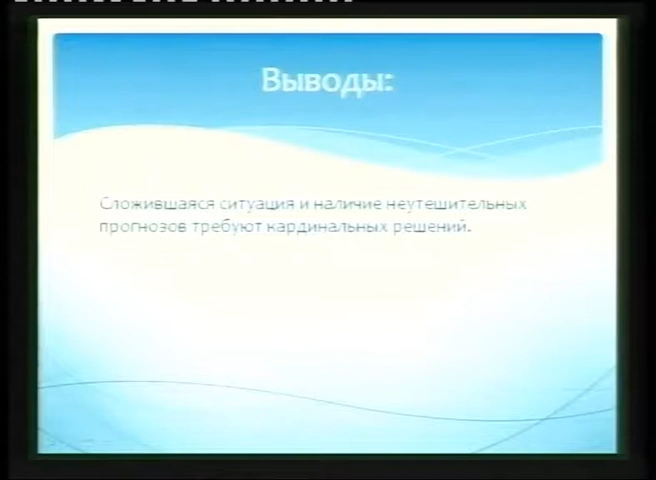 Выводы:
Сложившаяся ситуация и наличие неутешительных
прогнозов требуют кардинальных решений.